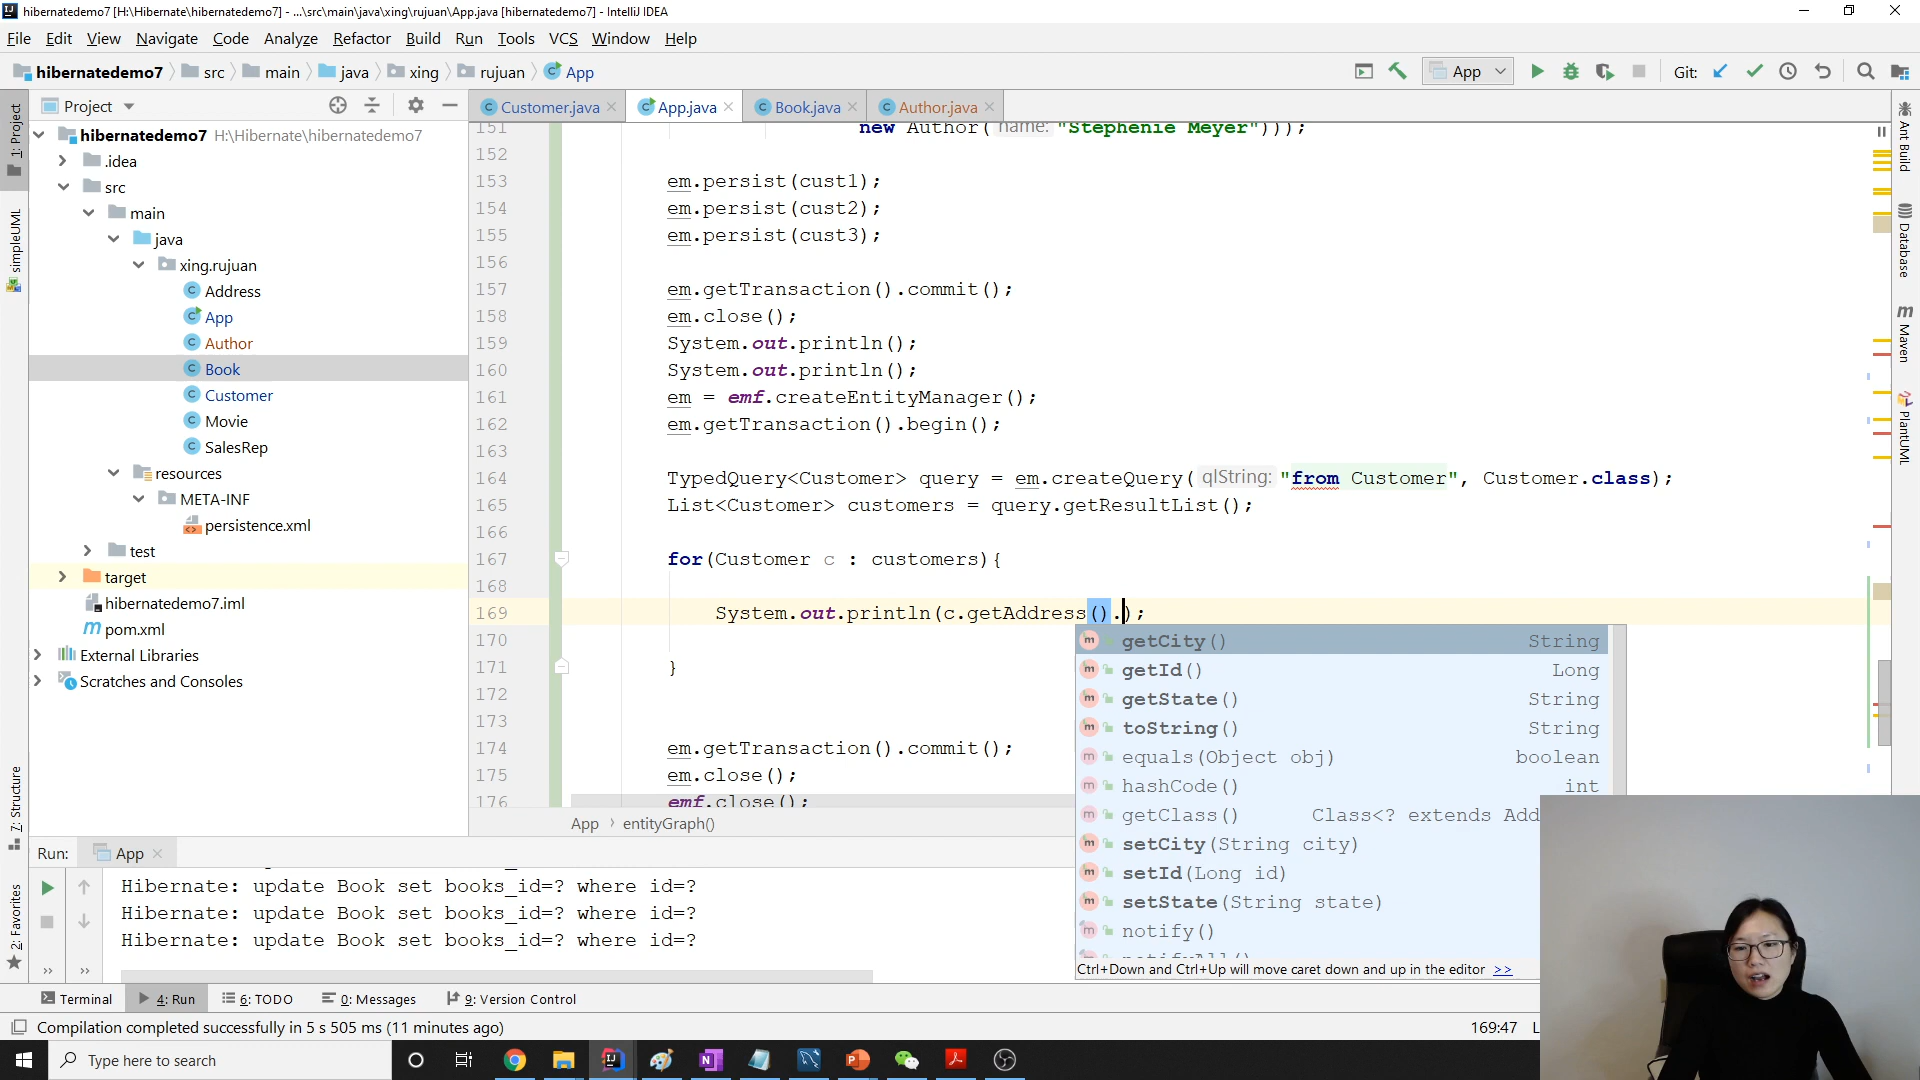 hibernatedemo7 [H:\Hibernate\hibernatedemo7] - ...\src\main\java\xing\rujuan\App.java [hibernatedemo7] - IntelliJ IDEA
File Edit View Navigate Code Analyze Refactor Build Run Tools VCS Window Help
hibernatedemo7 src main java xing rujuan App
App
Git:
Project
Customer.java App.java Book.java Author.java
1: Project
simpleUML
7: Structure
2: Favorites
hibernatedemo7 H:\Hibernate\hibernatedemo7
.idea
src
main
java
xing.rujuan
Address
App
Author
Book
Customer
Movie
SalesRep
resources
META-INF
persistence.xml
test
target
hibernatedemo7.iml
pom.xml
External Libraries
Scratches and Consoles
151 new Author( name: "Stephenie Meyer")));
152
153 em.persist(cust1);
154 em.persist(cust2);
155 em.persist(cust3);
156
157 em.getTransaction().commit();
158 em.close();
159 System.out.println();
160 System.out.println();
161 em = emf.createEntityManager();
162 em.getTransaction().begin();
163
164 TypedQuery<Customer> query = em.createQuery( qlString: "from Customer", Customer.class);
165 List<Customer> customers = query.getResultList();
166
167 for(Customer c : customers){
168
169 System.out.println(c.getAddress().);
170
171 }
172
173
174 em.getTransaction().commit();
175 em.close();
176 emf.close();
getCity() String
getId() Long
getState() String
toString() String
equals(Object obj) boolean
hashCode() int
getClass() Class<? extends Add
setCity(String city)
setId(Long id)
setState(String state)
notify()
notifyAll()
Ctrl+Down and Ctrl+Up will move caret down and up in the editor >>
App › entityGraph()
Ant Build
Database
Maven
PlantUML
Run: App
Hibernate: update Book set books_id=? where id=?
Hibernate: update Book set books_id=? where id=?
Hibernate: update Book set books_id=? where id=?
Terminal 4: Run 6: TODO 0: Messages 9: Version Control
Compilation completed successfully in 5 s 505 ms (11 minutes ago)
169:47
Type here to search